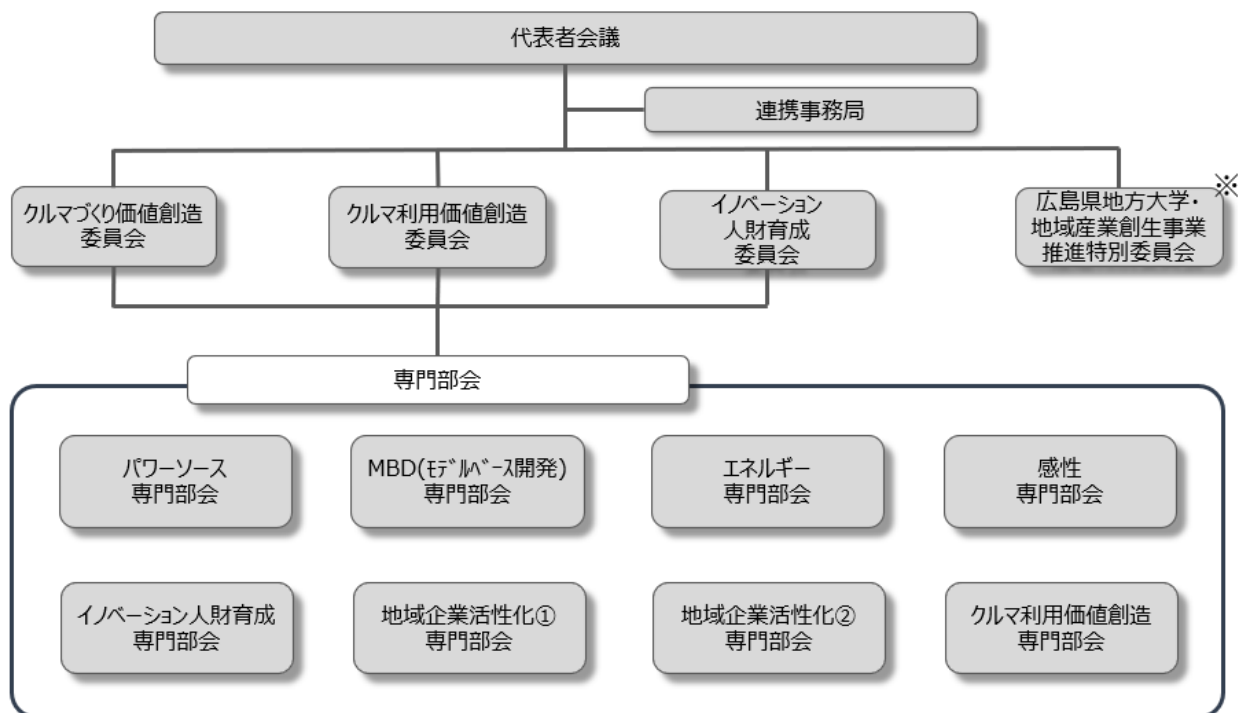 代表者会議
連携事務局
クルマづくり価値創造
委員会
クルマ利用価値創造
委員会
イノベーション
人財育成
委員会
※
広島県地方大学・
地域産業創生事業
推進特別委員会
専門部会
パワーソース
専門部会
MBD(ﾓﾃﾞﾙﾍﾞｰｽ開発)
専門部会
エネルギー
専門部会
感性
専門部会
イノベーション人財育成
専門部会
地域企業活性化①
専門部会
地域企業活性化②
専門部会
クルマ利用価値創造
専門部会